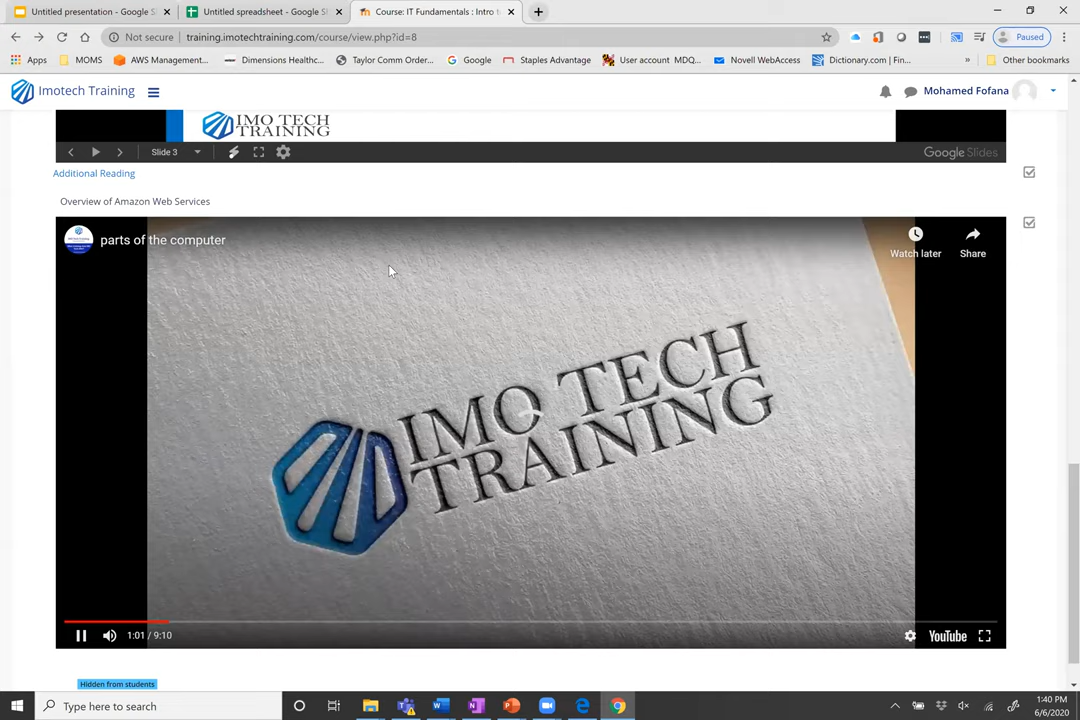 Untitled presentation - Google S
Untitled spreadsheet - Google Sl
Course: IT Fundamentals : Intro t
Not secure
training.imotechtraining.com/course/view.php?id=8
Paused
Apps
MOMS
AWS Management...
Dimensions Healthc...
Taylor Comm Order...
Google
Staples Advantage
User account MDQ...
Novell WebAccess
Dictionary.com | Fin...
»
Other bookmarks
Imotech Training
Mohamed Fofana
IMO TECH
TRAINING
Slide 3
Google Slides
Additional Reading
Overview of Amazon Web Services
parts of the computer
Watch later
Share
IMO TECH
TRAINING
1:01 / 9:10
YouTube
Hidden from students
Type here to search
1:40 PM
6/6/2020